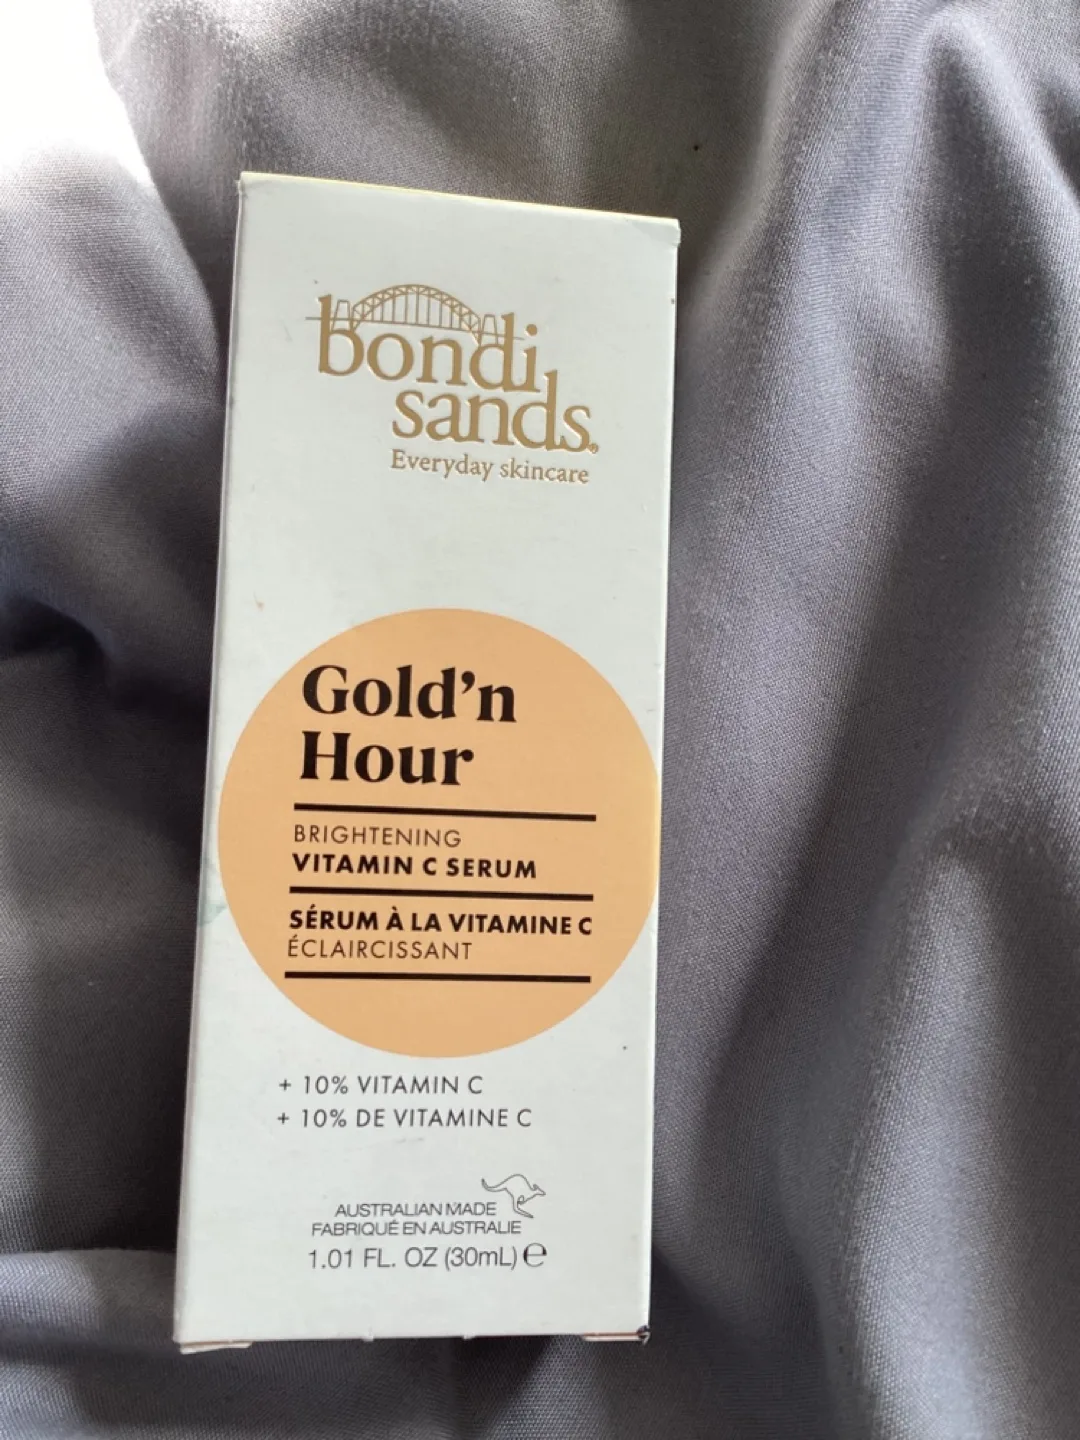 bondi
sands®
Everyday skincare
Gold'n
Hour
BRIGHTENING
VITAMIN C SERUM
SÉRUM À LA VITAMINE C
ÉCLAIRCISSANT
+ 10% VITAMIN C
+ 10% DE VITAMINE C
AUSTRALIAN MADE
FABRIQUÉ EN AUSTRALIE
1.01 FL. OZ (30mL) ℮